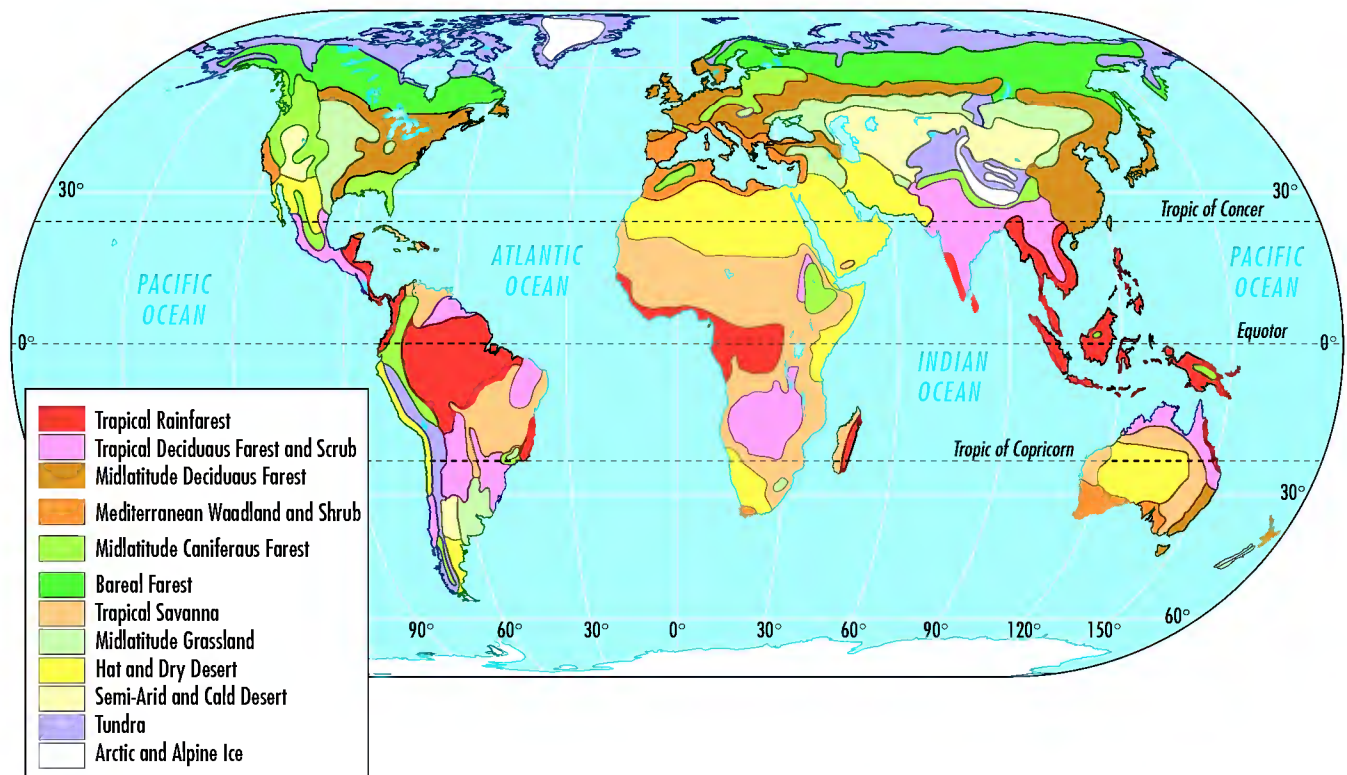 30°
30°
Tropic of Concer
ATLANTIC
OCEAN
PACIFIC
OCEAN
PACIFIC
OCEAN
Equotor
0°
0°
INDIAN
OCEAN
Tropic of Capricorn
30°
Trapical Rainfarest
Trapical Deciduaus Farest and Scrub
Midlatitude Deciduaus Farest
Mediterranean Waadland and Shrub
Midlatitude Caniferaus Farest
Bareal Farest
Trapical Savanna
Midlatitude Grassland
Hat and Dry Desert
Semi-Arid and Cald Desert
Tundra
Arctic and Alpine Ice
60°
90° 60° 30° 0° 30° 60° 90° 120° 150°